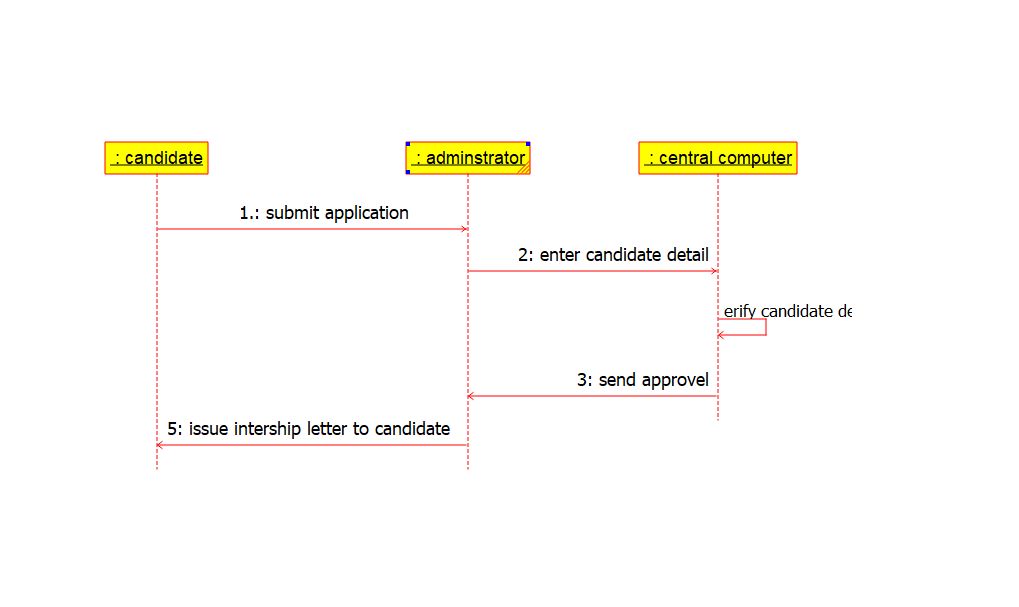 : candidate
: adminstrator
: central computer
1.: submit application
2: enter candidate detail
erify candidate de
3: send approvel
5: issue intership letter to candidate